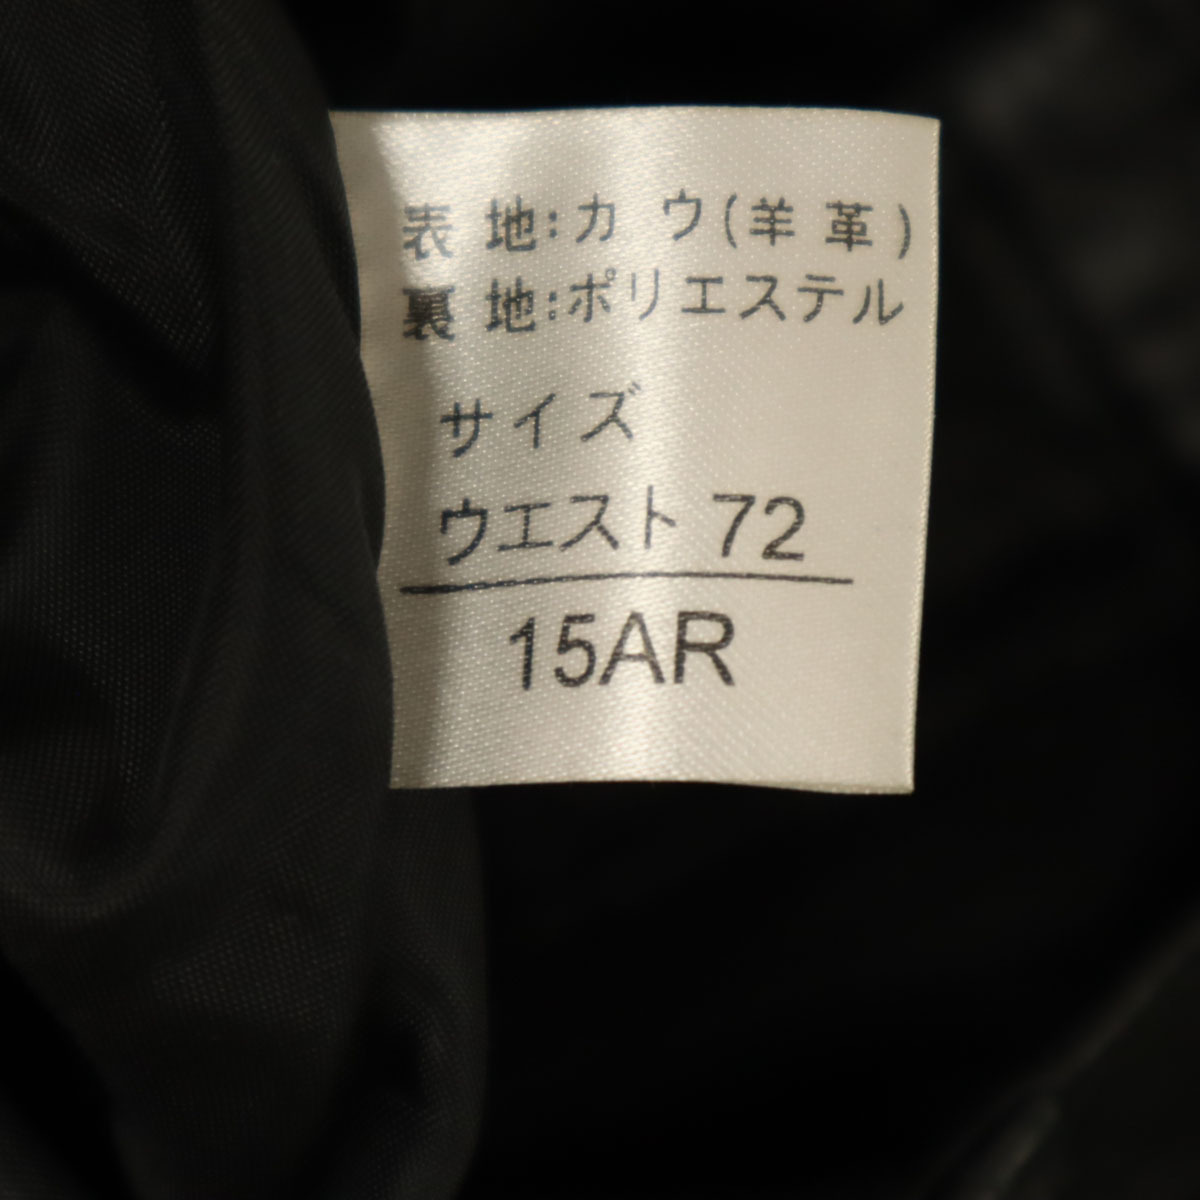 表 地:カ ウ(羊 革)
裏 地:ポリエステル
サイズ
ウエスト 72
15AR